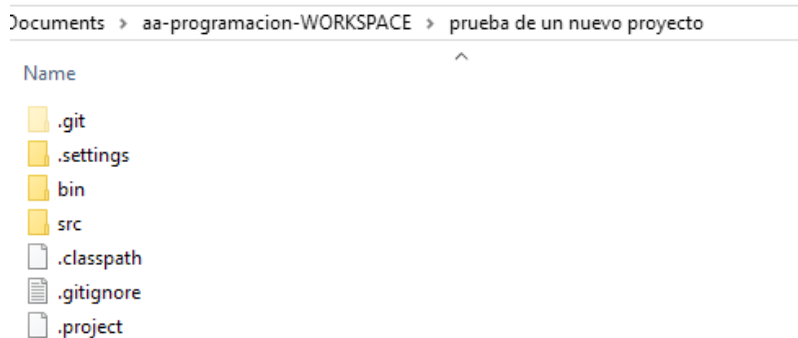 Documents > aa-programacion-WORKSPACE > prueba de un nuevo proyecto
Name
.git
.settings
bin
src
.classpath
.gitignore
.project